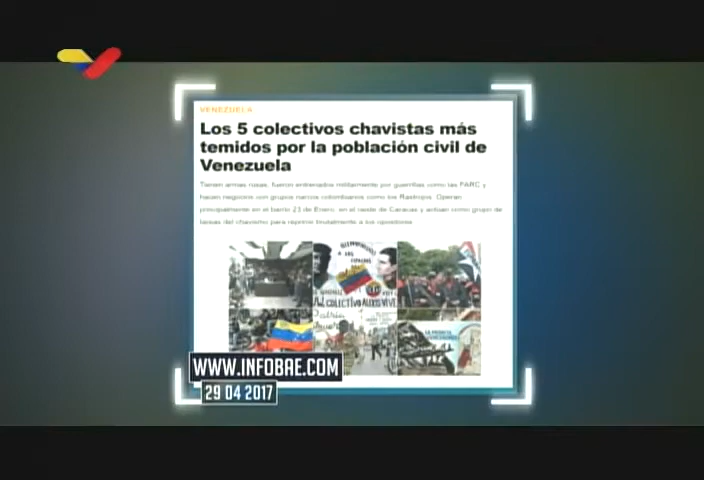 VENEZUELA
Los 5 colectivos chavistas más
temidos por la población civil de
Venezuela
Tienen armas rusas, fueron entrenados militarmente por guerrillas como las FARC y
hacen negocios con grupos narcos colombianos como los Rastrojos. Operan
principalmente en el barrio 23 de Enero, en el oeste de Caracas y actúan como grupo de
del chavismo para reprimir brutalmente a los opositores
COLECTIVO ALEXIS VIVE
Patria
WWW.INFOBAE.COM
29 04 2017